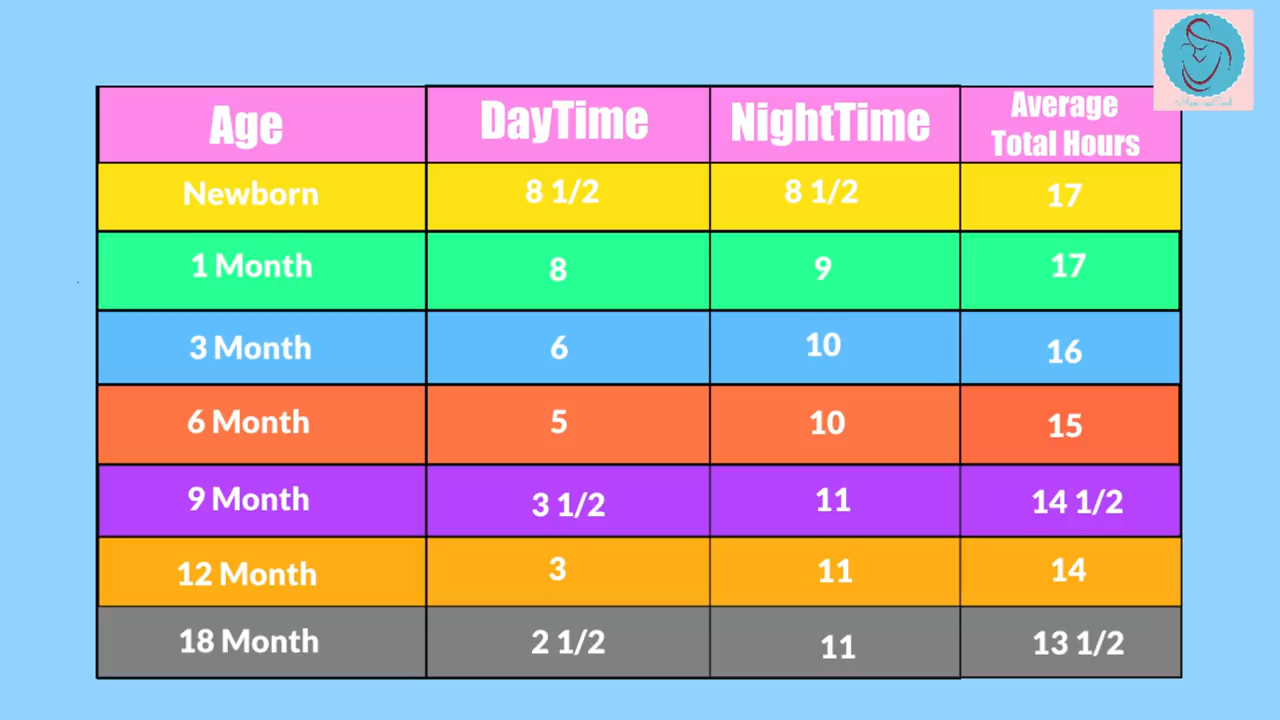 Age DayTime NightTime Average Total Hours
Newborn 8 1/2 8 1/2 17
1 Month 8 9 17
3 Month 6 10 16
6 Month 5 10 15
9 Month 3 1/2 11 14 1/2
12 Month 3 11 14
18 Month 2 1/2 11 13 1/2